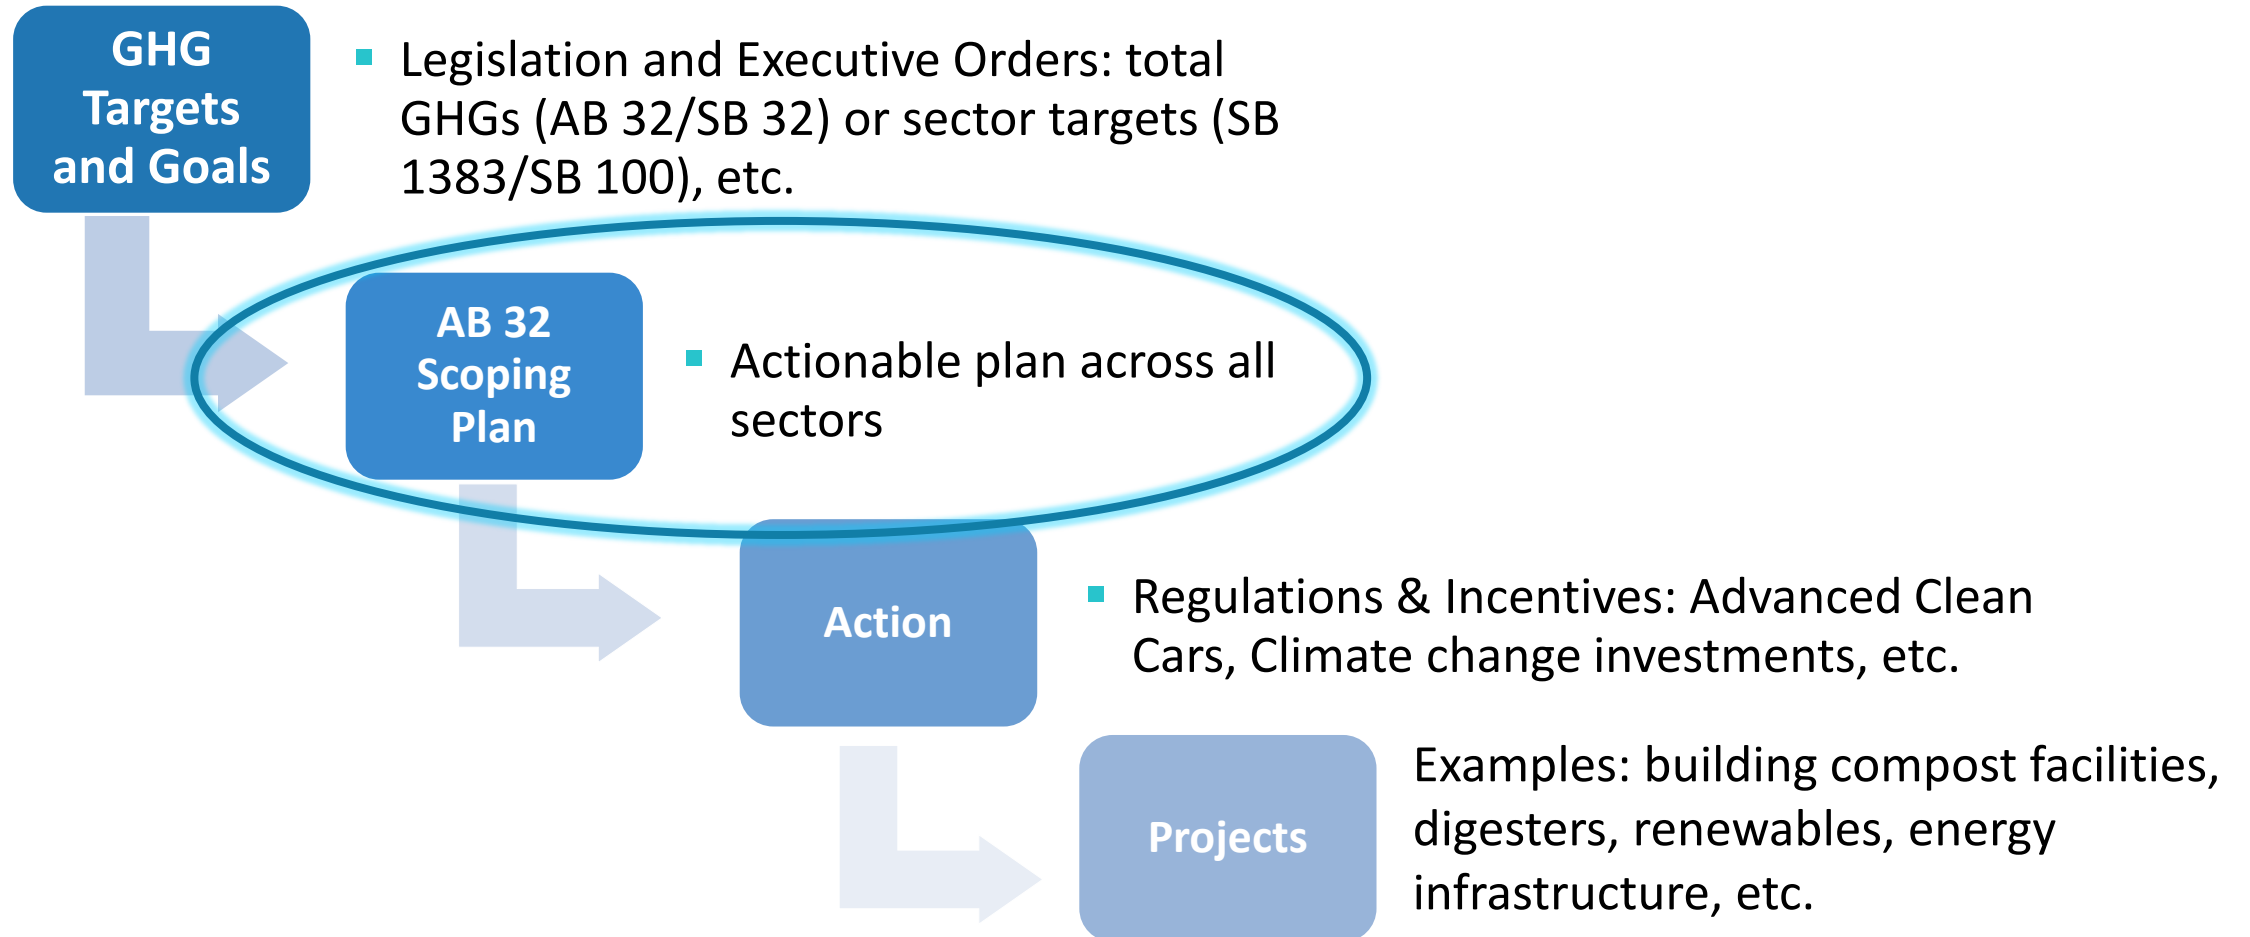 GHG
Targets
and Goals
Legislation and Executive Orders: total
GHGs (AB 32/SB 32) or sector targets (SB
1383/SB 100), etc.
AB 32
Scoping
Plan
Actionable plan across all
sectors
Action
Regulations & Incentives: Advanced Clean
Cars, Climate change investments, etc.
Projects
Examples: building compost facilities,
digesters, renewables, energy
infrastructure, etc.